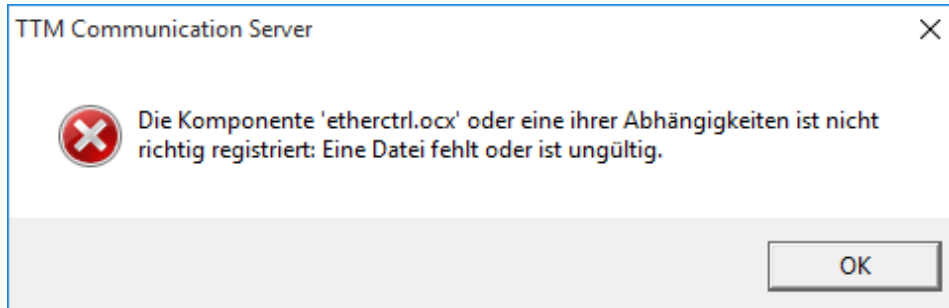 TTM Communication Server
Die Komponente 'etherctrl.ocx' oder eine ihrer Abhängigkeiten ist nicht
richtig registriert: Eine Datei fehlt oder ist ungültig.
OK